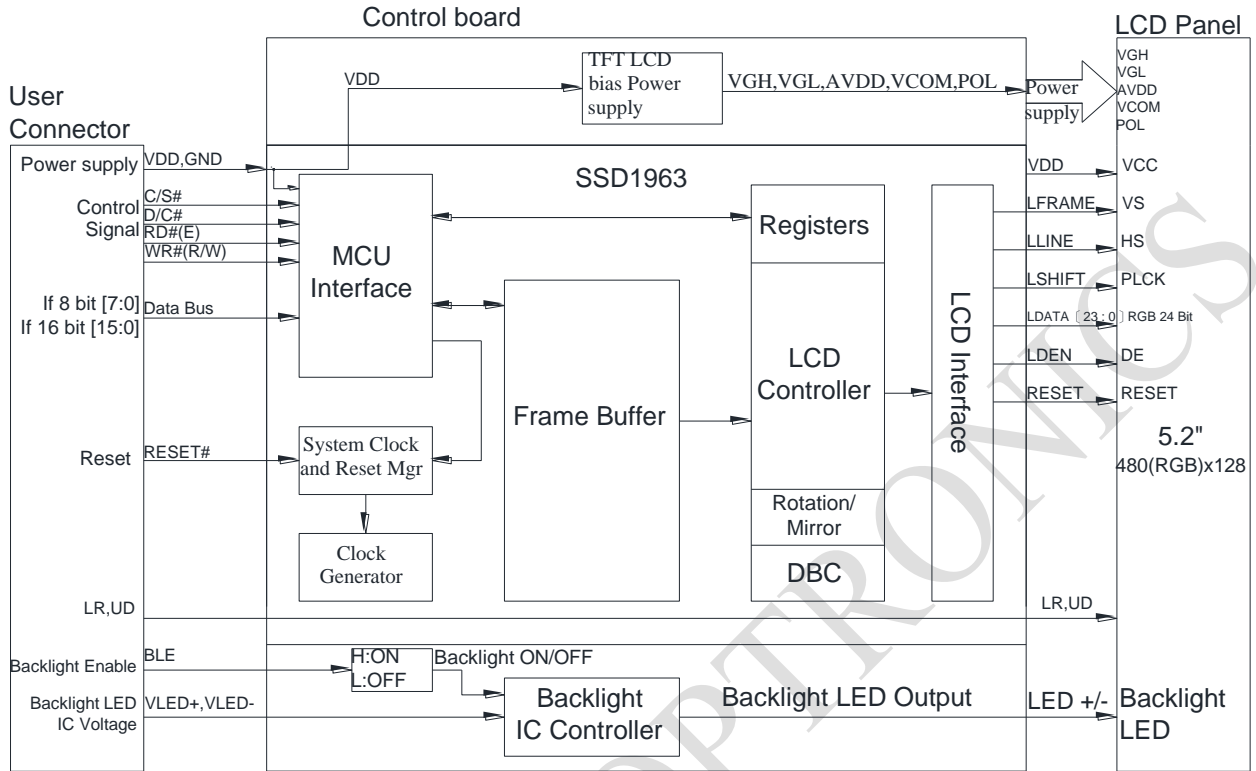 Control board
LCD Panel
User
Connector
VDD
TFT LCD
bias Power
supply
VGH,VGL,AVDD,VCOM,POL
Power
supply
VGH
VGL
AVDD
VCOM
POL
Power supply
VDD,GND
Control
Signal
C/S#
D/C#
RD#(E)
WR#(R/W)
If 8 bit [7:0]
If 16 bit [15:0]
Data Bus
Reset
RESET#
SSD1963
MCU
Interface
System Clock
and Reset Mgr
Clock
Generator
Frame Buffer
Registers
LCD
Controller
Rotation/
Mirror
DBC
LCD Interface
VDD
VCC
LFRAME
VS
LLINE
HS
LSHIFT
PLCK
LDATA〔23:0〕RGB 24 Bit
LDEN
DE
RESET
RESET
5.2"
480(RGB)x128
LR,UD
LR,UD
Backlight Enable
BLE
H:ON
L:OFF
Backlight ON/OFF
Backlight LED
IC Voltage
VLED+,VLED-
Backlight
IC Controller
Backlight LED Output
LED +/-
Backlight
LED
OPTRONICS